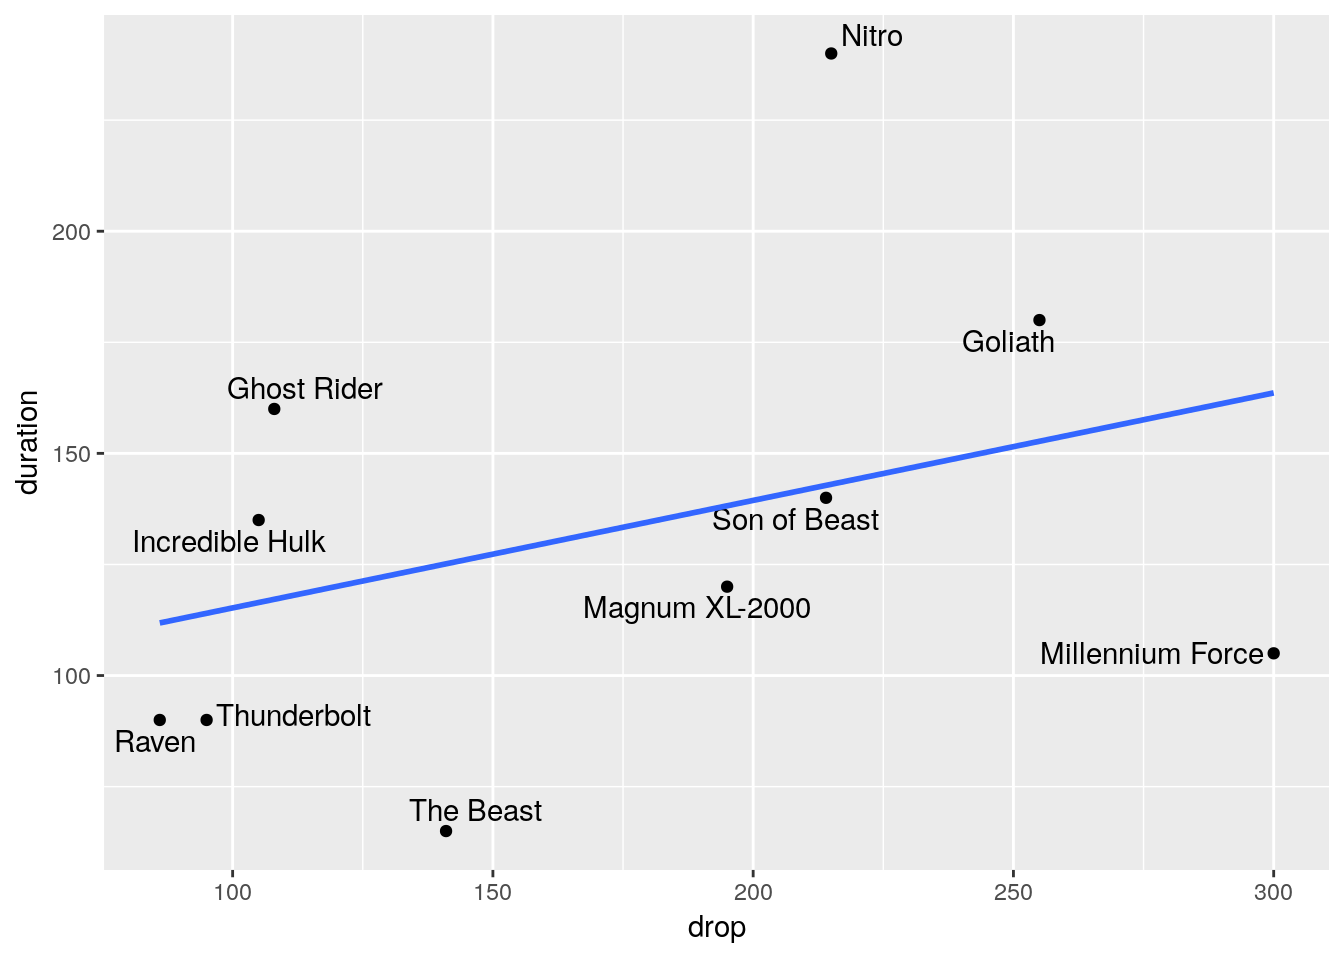 Nitro
200
Goliath
Ghost Rider
duration
150
Son of Beast
Incredible Hulk
Magnum XL-2000
Millennium Force
100
Thunderbolt
Raven
The Beast
100 150 200 250 300
drop